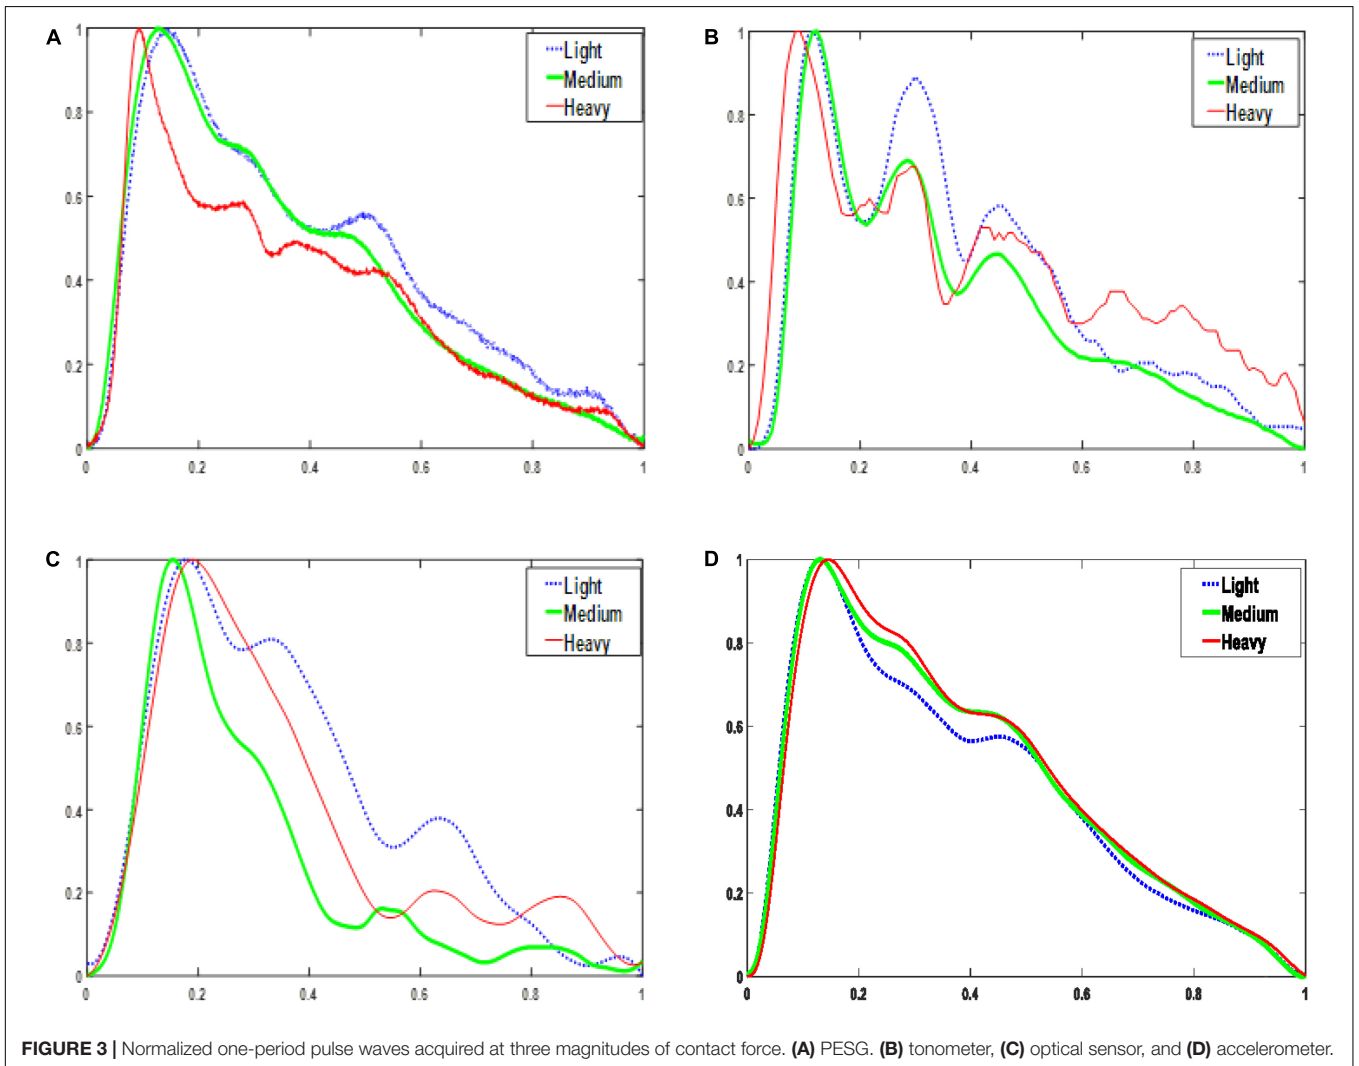 A
1
0.8
0.6
0.4
0.2
0
0
0.2
0.4
0.6
0.8
1
Light
Medium
Heavy
B
1
0.8
0.6
0.4
0.2
0
0
0.2
0.4
0.6
0.8
1
Light
Medium
Heavy
C
1
0.8
0.6
0.4
0.2
0
0
0.2
0.4
0.6
0.8
1
Light
Medium
Heavy
D
1
0.8
0.6
0.4
0.2
0
0
0.2
0.4
0.6
0.8
1
Light
Medium
Heavy
FIGURE 3 | Normalized one-period pulse waves acquired at three magnitudes of contact force. (A) PESG. (B) tonometer, (C) optical sensor, and (D) accelerometer.